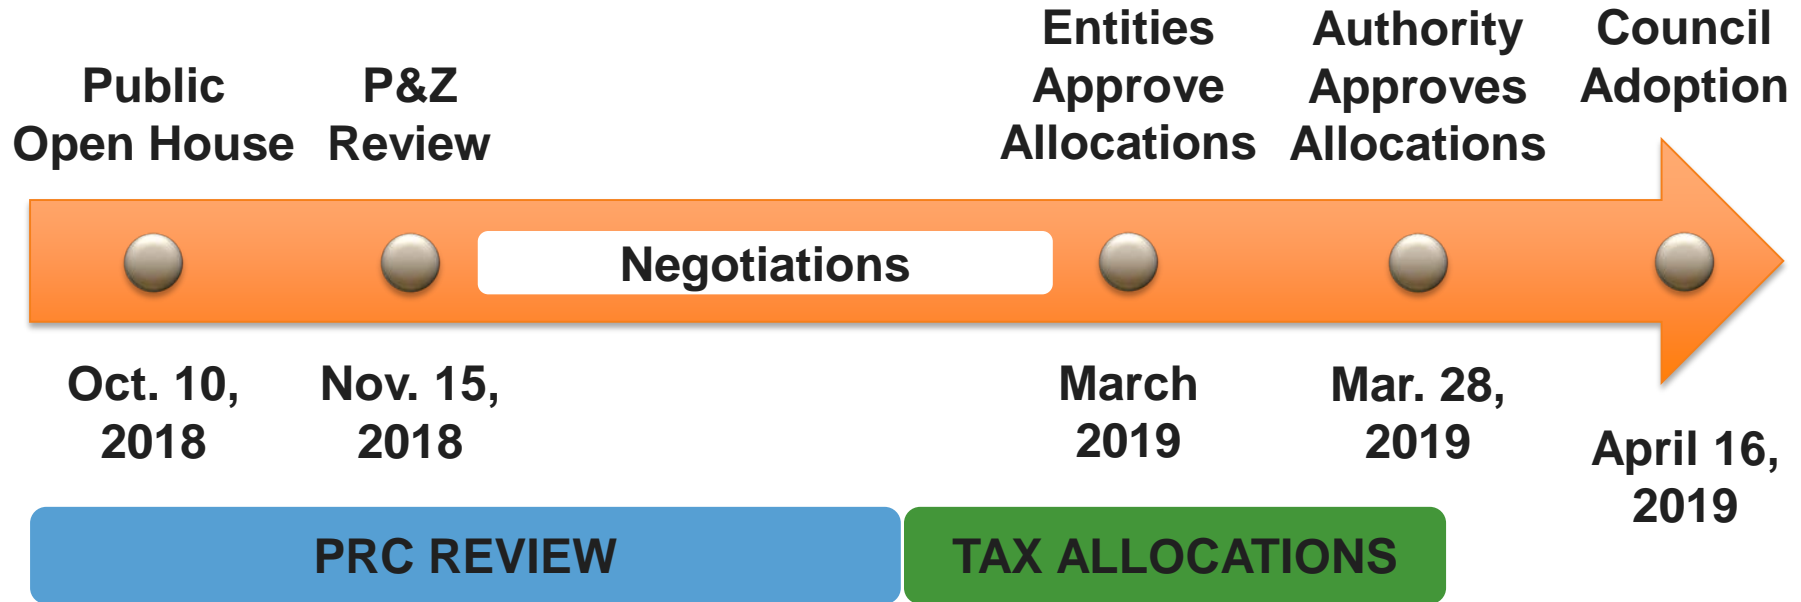 Public
Open House
P&Z
Review
Entities
Approve
Allocations
Authority
Approves
Allocations
Council
Adoption
Negotiations
Oct. 10,
2018
Nov. 15,
2018
March
2019
Mar. 28,
2019
April 16,
2019
PRC REVIEW
TAX ALLOCATIONS